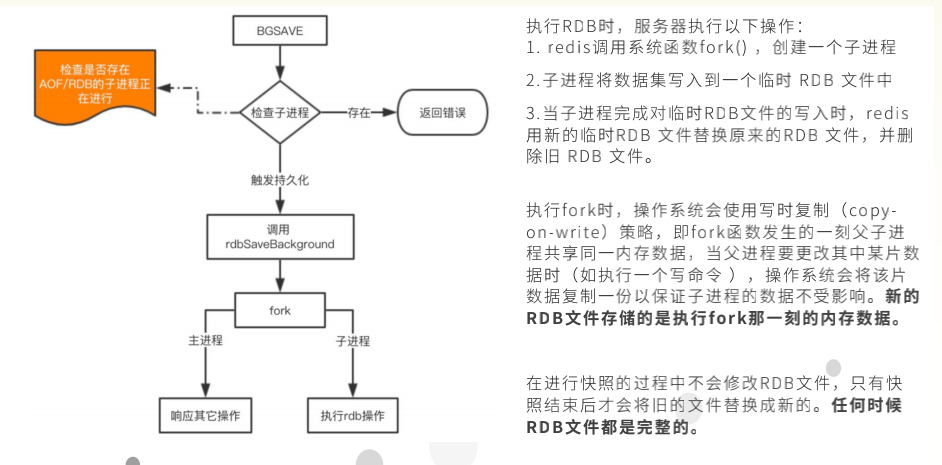 BGSAVE
检查是否存在
AOF/RDB的子进程正
在进行
检查子进程
存在
返回错误
触发持久化
调用
rdbSaveBackground
fork
主进程
子进程
响应其它操作
执行rdb操作
执行RDB时，服务器执行以下操作：
1. redis调用系统函数fork() ，创建一个子进程
2.子进程将数据集写入到一个临时 RDB 文件中
3.当子进程完成对临时RDB文件的写入时，redis
用新的临时RDB 文件替换原来的RDB 文件，并删
除旧 RDB 文件。
执行fork时，操作系统会使用写时复制（copy-
on-write）策略，即fork函数发生的一刻父子进
程共享同一内存数据，当父进程要更改其中某片数
据时（如执行一个写命令 ），操作系统会将该片
数据复制一份以保证子进程的数据不受影响。新的
RDB文件存储的是执行fork那一刻的内存数据。
在进行快照的过程中不会修改RDB文件，只有快
照结束后才会将旧的文件替换成新的。任何时候
RDB文件都是完整的。